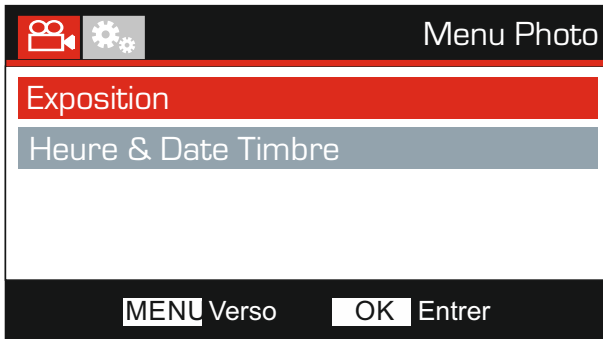 Menu Photo
Exposition
Heure & Date Timbre
MENU Verso OK Entrer